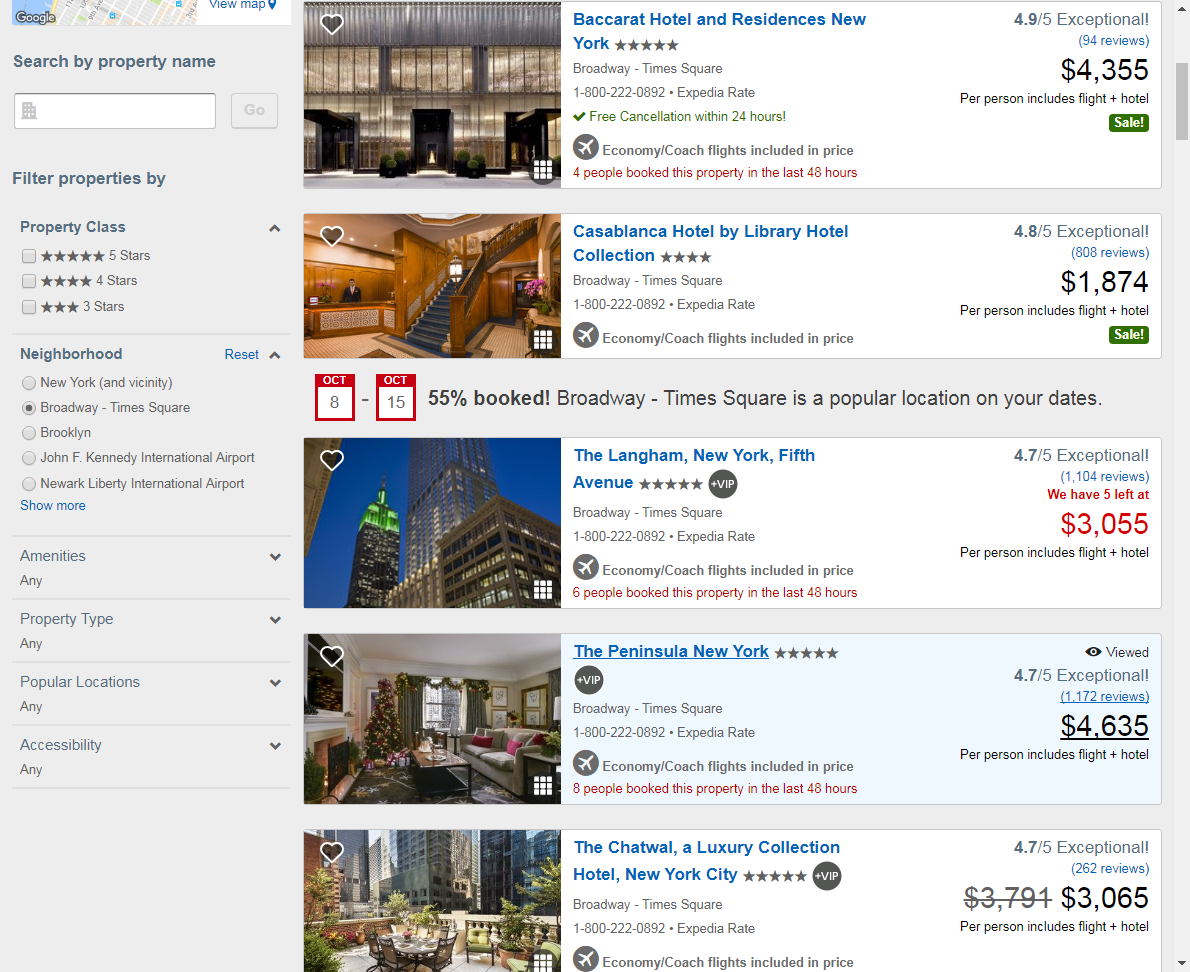 Google
View map
Search by property name
Go
Filter properties by
Property Class
★★★★★ 5 Stars
★★★★ 4 Stars
★★★ 3 Stars
Neighborhood Reset
New York (and vicinity)
Broadway - Times Square
Brooklyn
John F. Kennedy International Airport
Newark Liberty International Airport
Show more
Amenities
Any
Property Type
Any
Popular Locations
Any
Accessibility
Any
Baccarat Hotel and Residences New
York ★★★★★
Broadway - Times Square
1-800-222-0892 • Expedia Rate
Free Cancellation within 24 hours!
Economy/Coach flights included in price
4 people booked this property in the last 48 hours
4.9/5 Exceptional!
(94 reviews)
$4,355
Per person includes flight + hotel
Sale!
Casablanca Hotel by Library Hotel
Collection ★★★★
Broadway - Times Square
1-800-222-0892 • Expedia Rate
Economy/Coach flights included in price
4.8/5 Exceptional!
(808 reviews)
$1,874
Per person includes flight + hotel
Sale!
OCT OCT
8 - 15 55% booked! Broadway - Times Square is a popular location on your dates.
The Langham, New York, Fifth
Avenue ★★★★★ +VIP
Broadway - Times Square
1-800-222-0892 • Expedia Rate
Economy/Coach flights included in price
6 people booked this property in the last 48 hours
4.7/5 Exceptional!
(1,104 reviews)
We have 5 left at
$3,055
Per person includes flight + hotel
The Peninsula New York ★★★★★
+VIP
Broadway - Times Square
1-800-222-0892 • Expedia Rate
Economy/Coach flights included in price
8 people booked this property in the last 48 hours
Viewed
4.7/5 Exceptional!
(1,172 reviews)
$4,635
Per person includes flight + hotel
The Chatwal, a Luxury Collection
Hotel, New York City ★★★★★ +VIP
Broadway - Times Square
1-800-222-0892 • Expedia Rate
Economy/Coach flights included in price
4.7/5 Exceptional!
(262 reviews)
$3,791 $3,065
Per person includes flight + hotel